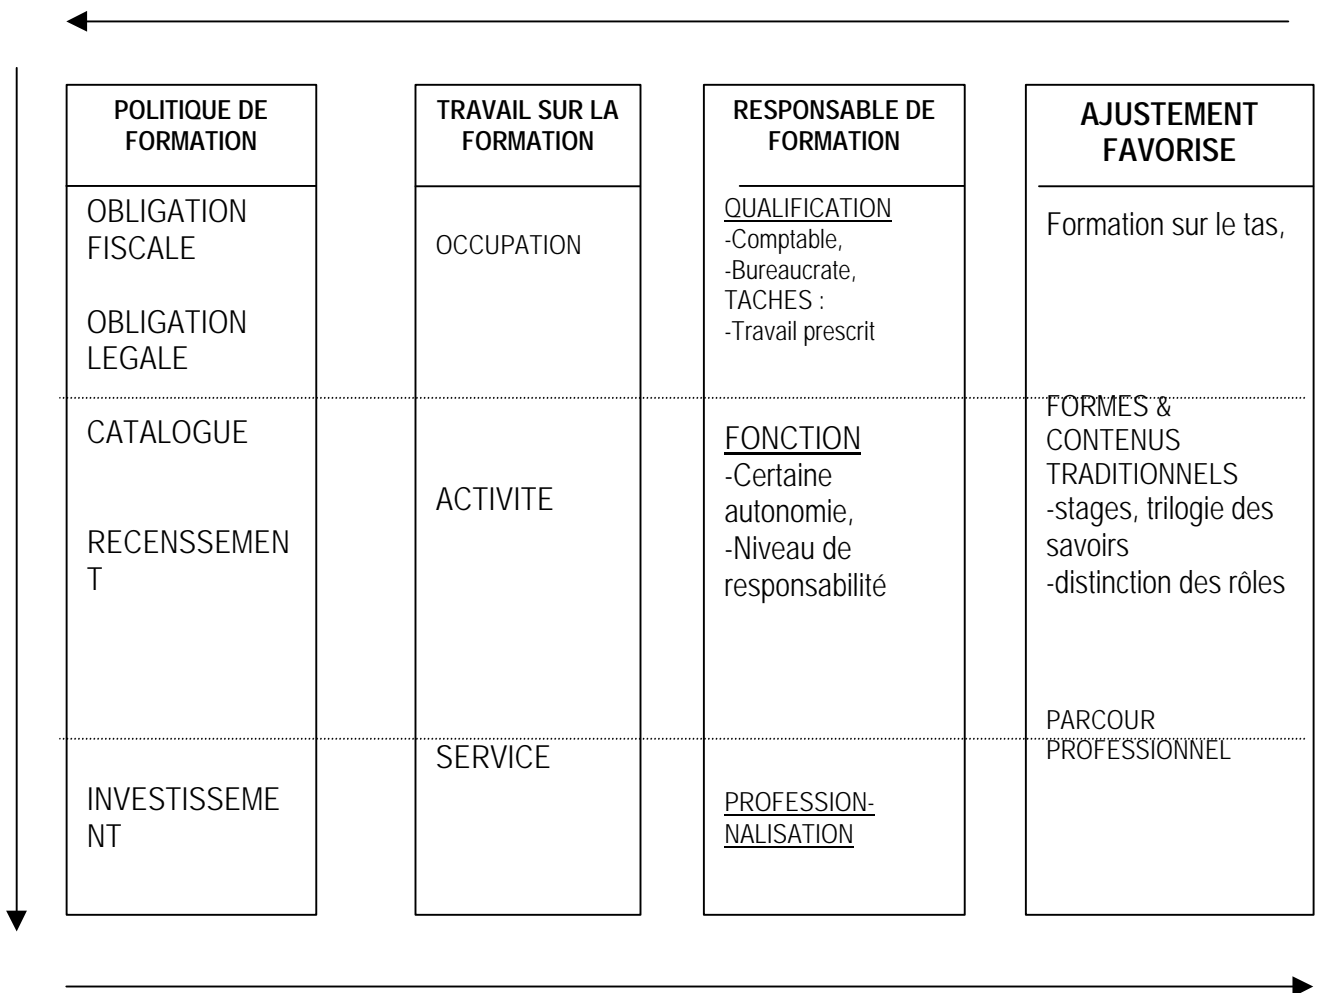 POLITIQUE DE
FORMATION
OBLIGATION
FISCALE
OBLIGATION
LEGALE
CATALOGUE
RECENSSEMEN
T
INVESTISSEME
NT
TRAVAIL SUR LA
FORMATION
OCCUPATION
ACTIVITE
SERVICE
RESPONSABLE DE
FORMATION
QUALIFICATION
-Comptable,
-Bureaucrate,
TACHES :
-Travail prescrit
FONCTION
-Certaine
autonomie,
-Niveau de
responsabilité
PROFESSION-
NALISATION
AJUSTEMENT
FAVORISE
Formation sur le tas,
FORMES &
CONTENUS
TRADITIONNELS
-stages, trilogie des
savoirs
-distinction des rôles
PARCOUR
PROFESSIONNEL